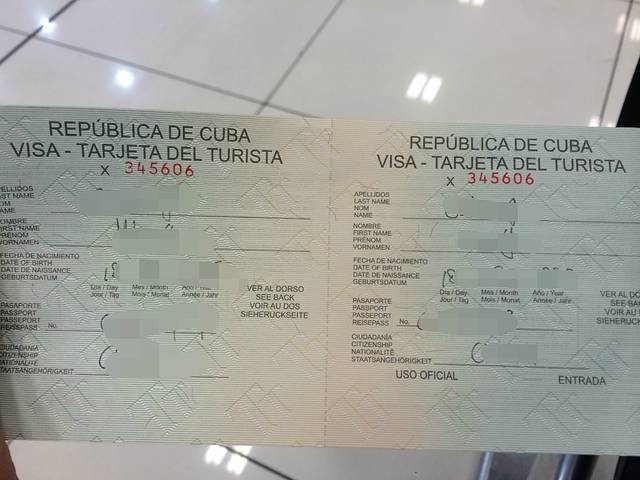 REPÚBLICA DE CUBA
VISA - TARJETA DEL TURISTA
X 345606
APELLIDOS
LAST NAME
NOM
NAME
NOMBRE
FIRST NAME
PRÉNOM
VORNAMEN
FECHA DE NACIMIENTO
DATE OF BIRTH
DATE DE NAISSANCE
GEBURTSDATUM
18
Día / Day Mes / Month Año / Year
Jour / Tag Mois / Monat Année / Jahr
VER AL DORSO
SEE BACK
VOIR AU DOS
SIEHERUCKSEITE
PASAPORTE
PASSPORT
PASSEPORT
REISEPASS No.
CIUDADANÍA
CITIZENSHIP
NATIONALITÉ
STAATSANGEHÖRIGKEIT
REPÚBLICA DE CUBA
VISA - TARJETA DEL TURISTA
X 345606
APELLIDOS
LAST NAME
NOM
NAME
NOMBRE
FIRST NAME
PRÉNOM
VORNAMEN
FECHA DE NACIMIENTO
DATE OF BIRTH
DATE DE NAISSANCE
GEBURTSDATUM
18
Día / Day Mes / Month Año / Year
Jour / Tag Mois / Monat Année / Jahr
VER AL DO
SEE BAC
VOIR AU D
SIEHERUCK
PASAPORTE
PASSPORT
PASSEPORT
REISEPASS No.
CIUDADANÍA
CITIZENSHIP
NATIONALITÉ
STAATSANGEHÖRIGKEIT
USO OFICIAL ENTRADA